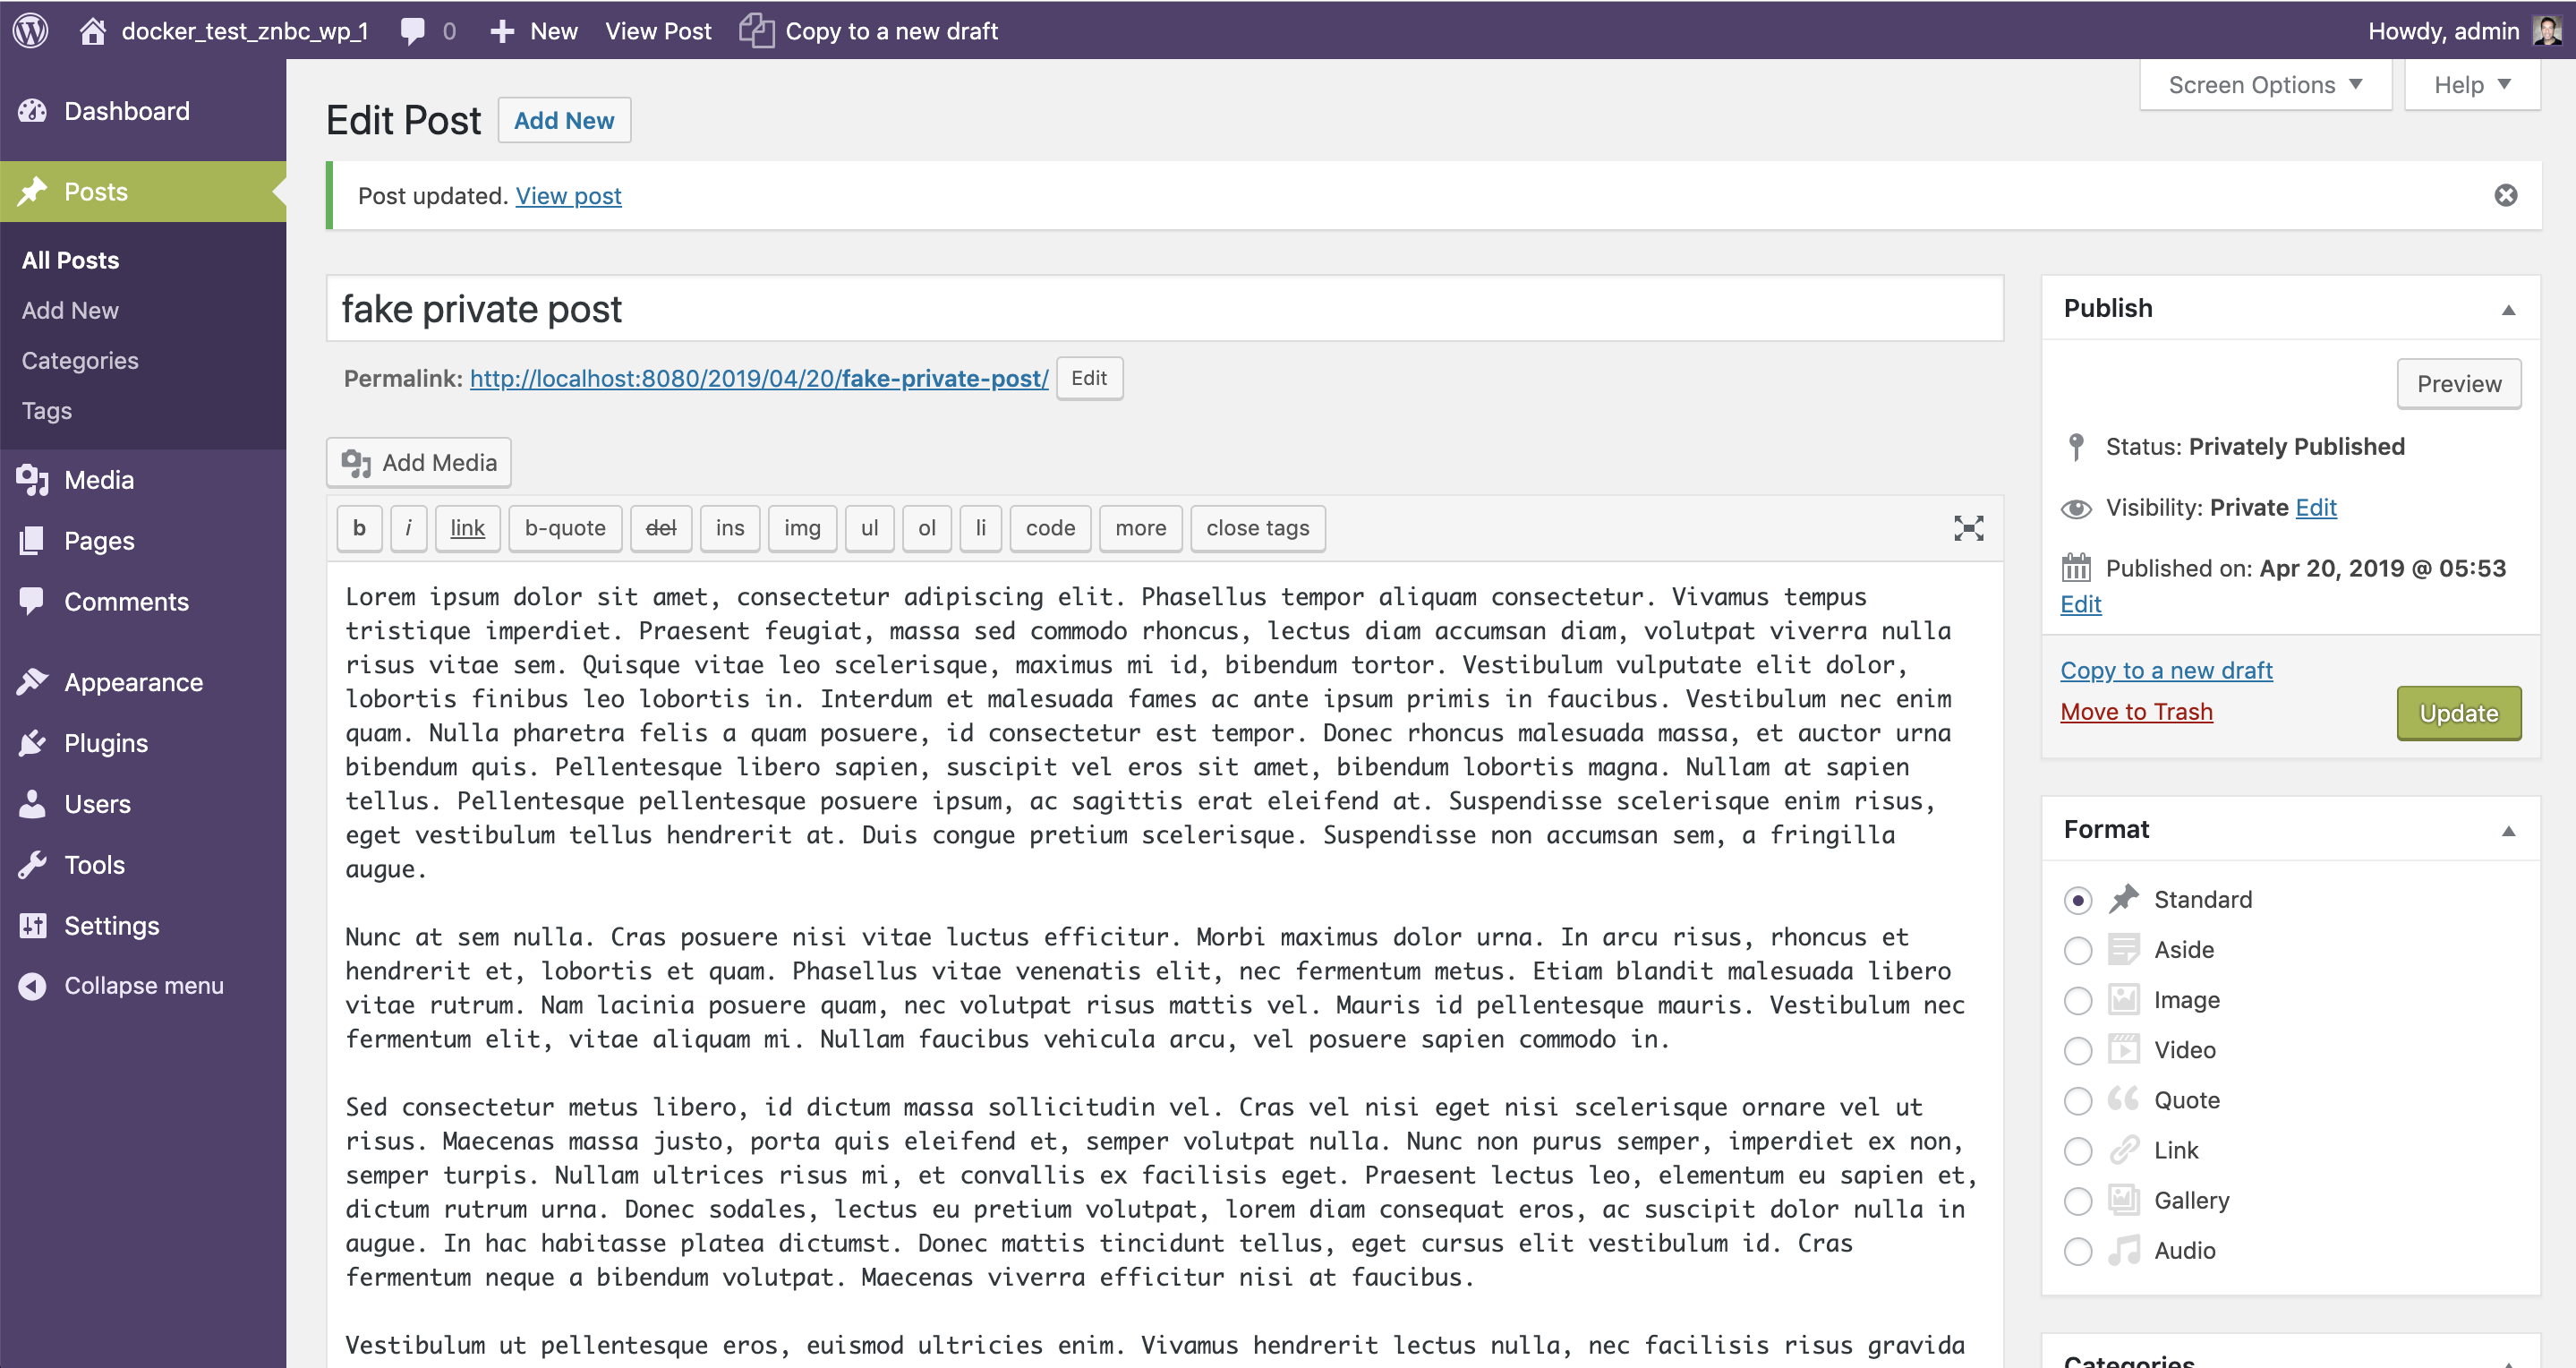 docker_test_znbc_wp_1 0 New View Post Copy to a new draft Howdy, admin
Screen Options Help
Dashboard
Posts
All Posts
Add New
Categories
Tags
Media
Pages
Comments
Appearance
Plugins
Users
Tools
Settings
Collapse menu
Edit Post Add New
Post updated. View post
fake private post
Permalink: http://localhost:8080/2019/04/20/fake-private-post/ Edit
Add Media
b i link b-quote del ins img ul ol li code more close tags
Lorem ipsum dolor sit amet, consectetur adipiscing elit. Phasellus tempor aliquam consectetur. Vivamus tempus
tristique imperdiet. Praesent feugiat, massa sed commodo rhoncus, lectus diam accumsan diam, volutpat viverra nulla
risus vitae sem. Quisque vitae leo scelerisque, maximus mi id, bibendum tortor. Vestibulum vulputate elit dolor,
lobortis finibus leo lobortis in. Interdum et malesuada fames ac ante ipsum primis in faucibus. Vestibulum nec enim
quam. Nulla pharetra felis a quam posuere, id consectetur est tempor. Donec rhoncus malesuada massa, et auctor urna
bibendum quis. Pellentesque libero sapien, suscipit vel eros sit amet, bibendum lobortis magna. Nullam at sapien
tellus. Pellentesque pellentesque posuere ipsum, ac sagittis erat eleifend at. Suspendisse scelerisque enim risus,
eget vestibulum tellus hendrerit at. Duis congue pretium scelerisque. Suspendisse non accumsan sem, a fringilla
augue.
Nunc at sem nulla. Cras posuere nisi vitae luctus efficitur. Morbi maximus dolor urna. In arcu risus, rhoncus et
hendrerit et, lobortis et quam. Phasellus vitae venenatis elit, nec fermentum metus. Etiam blandit malesuada libero
vitae rutrum. Nam lacinia posuere quam, nec volutpat risus mattis vel. Mauris id pellentesque mauris. Vestibulum nec
fermentum elit, vitae aliquam mi. Nullam faucibus vehicula arcu, vel posuere sapien commodo in.
Sed consectetur metus libero, id dictum massa sollicitudin vel. Cras vel nisi eget nisi scelerisque ornare vel ut
risus. Maecenas massa justo, porta quis eleifend et, semper volutpat nulla. Nunc non purus semper, imperdiet ex non,
semper turpis. Nullam ultrices risus mi, et convallis ex facilisis eget. Praesent lectus leo, elementum eu sapien et,
dictum rutrum urna. Donec sodales, lectus eu pretium volutpat, lorem diam consequat eros, ac suscipit dolor nulla in
augue. In hac habitasse platea dictumst. Donec mattis tincidunt tellus, eget cursus elit vestibulum id. Cras
fermentum neque a bibendum volutpat. Maecenas viverra efficitur nisi at faucibus.
Vestibulum ut pellentesque eros, euismod ultricies enim. Vivamus hendrerit lectus nulla, nec facilisis risus gravida
Publish
Preview
Status: Privately Published
Visibility: Private Edit
Published on: Apr 20, 2019 @ 05:53
Edit
Copy to a new draft
Move to Trash
Update
Format
Standard
Aside
Image
Video
Quote
Link
Gallery
Audio
Categories